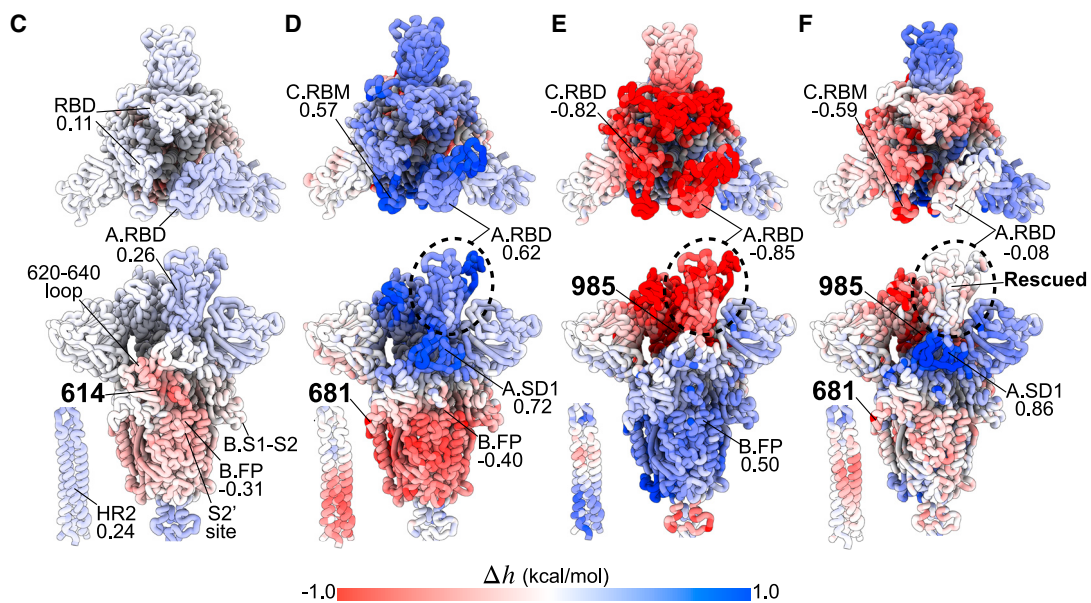 C
D
E
F
RBD
0.11
A.RBD
0.26
C.RBM
0.57
A.RBD
0.62
C.RBD
-0.82
A.RBD
-0.85
C.RBM
-0.59
A.RBD
-0.08
Rescued
620-640
loop
614
B.S1-S2
B.FP
-0.31
S2’
site
HR2
0.24
681
A.SD1
0.72
B.FP
-0.40
985
B.FP
0.50
985
A.SD1
0.86
681
Δh (kcal/mol)
-1.0
1.0